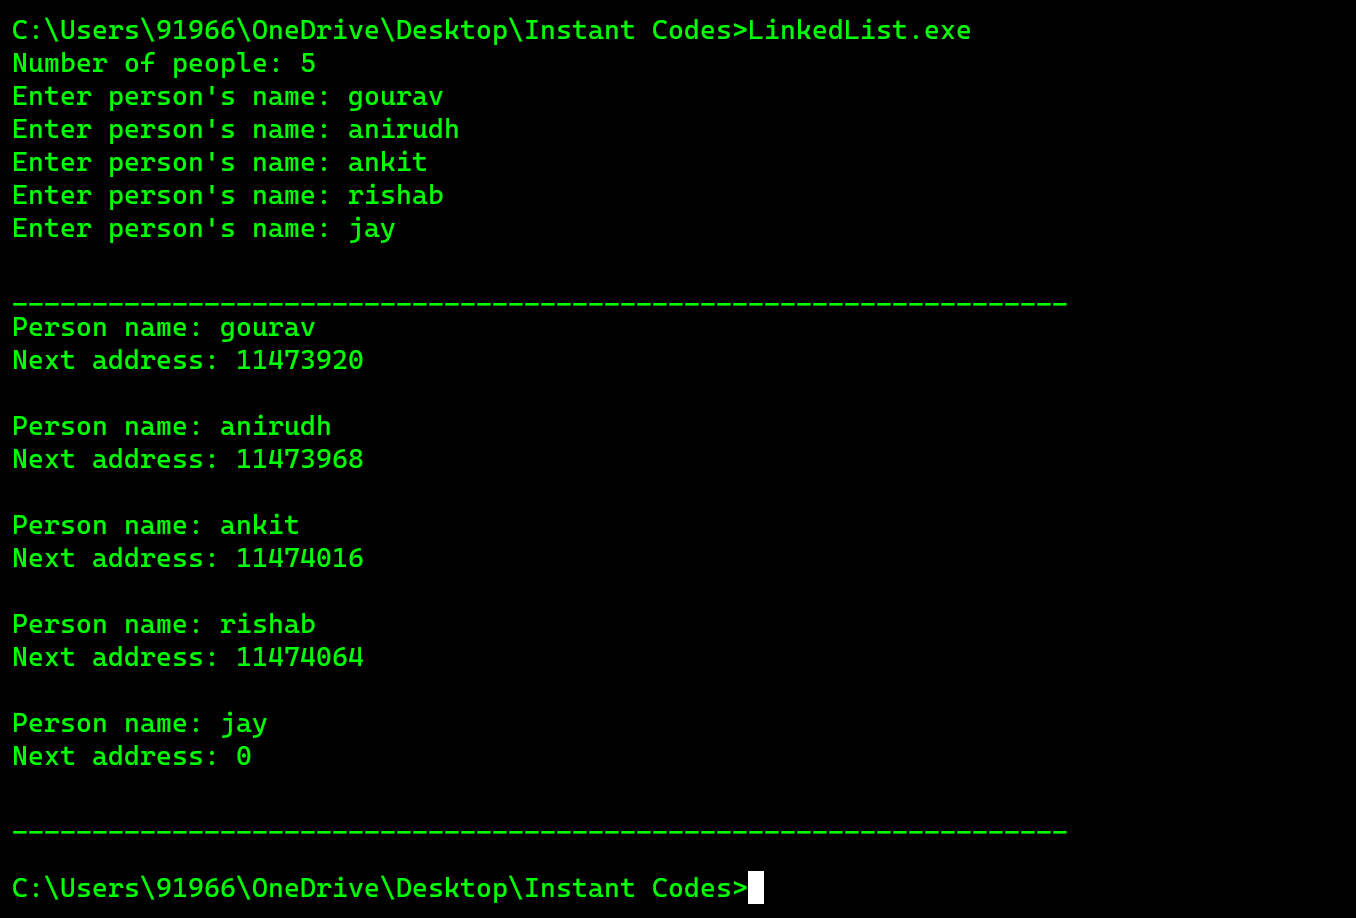 C:\Users\91966\OneDrive\Desktop\Instant Codes>LinkedList.exe
Number of people: 5
Enter person's name: gourav
Enter person's name: anirudh
Enter person's name: ankit
Enter person's name: rishab
Enter person's name: jay
__________________________________________________________________
Person name: gourav
Next address: 11473920
Person name: anirudh
Next address: 11473968
Person name: ankit
Next address: 11474016
Person name: rishab
Next address: 11474064
Person name: jay
Next address: 0
__________________________________________________________________
C:\Users\91966\OneDrive\Desktop\Instant Codes>